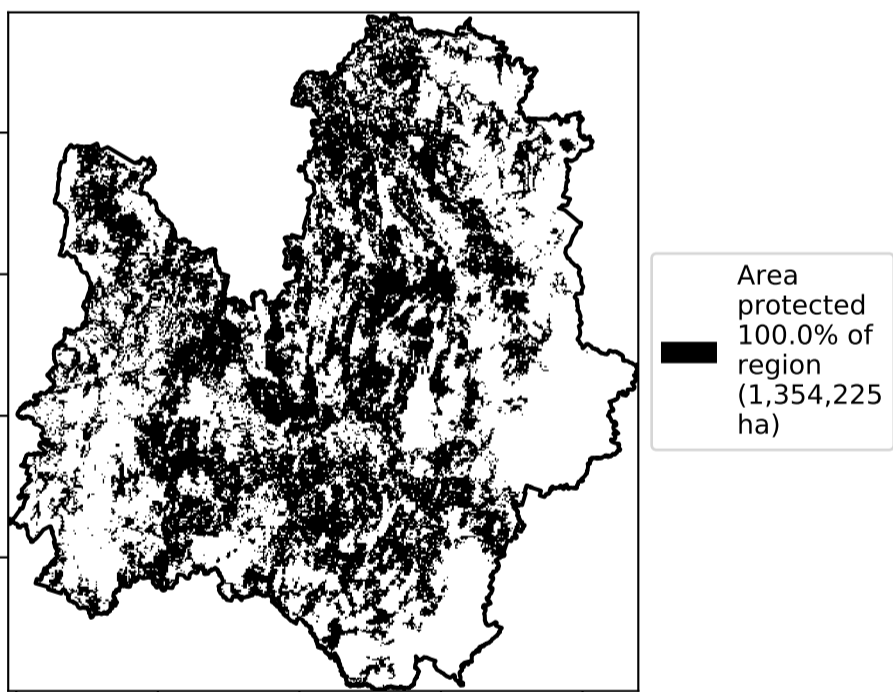 Area
protected
100.0% of
region
(1,354,225
ha)